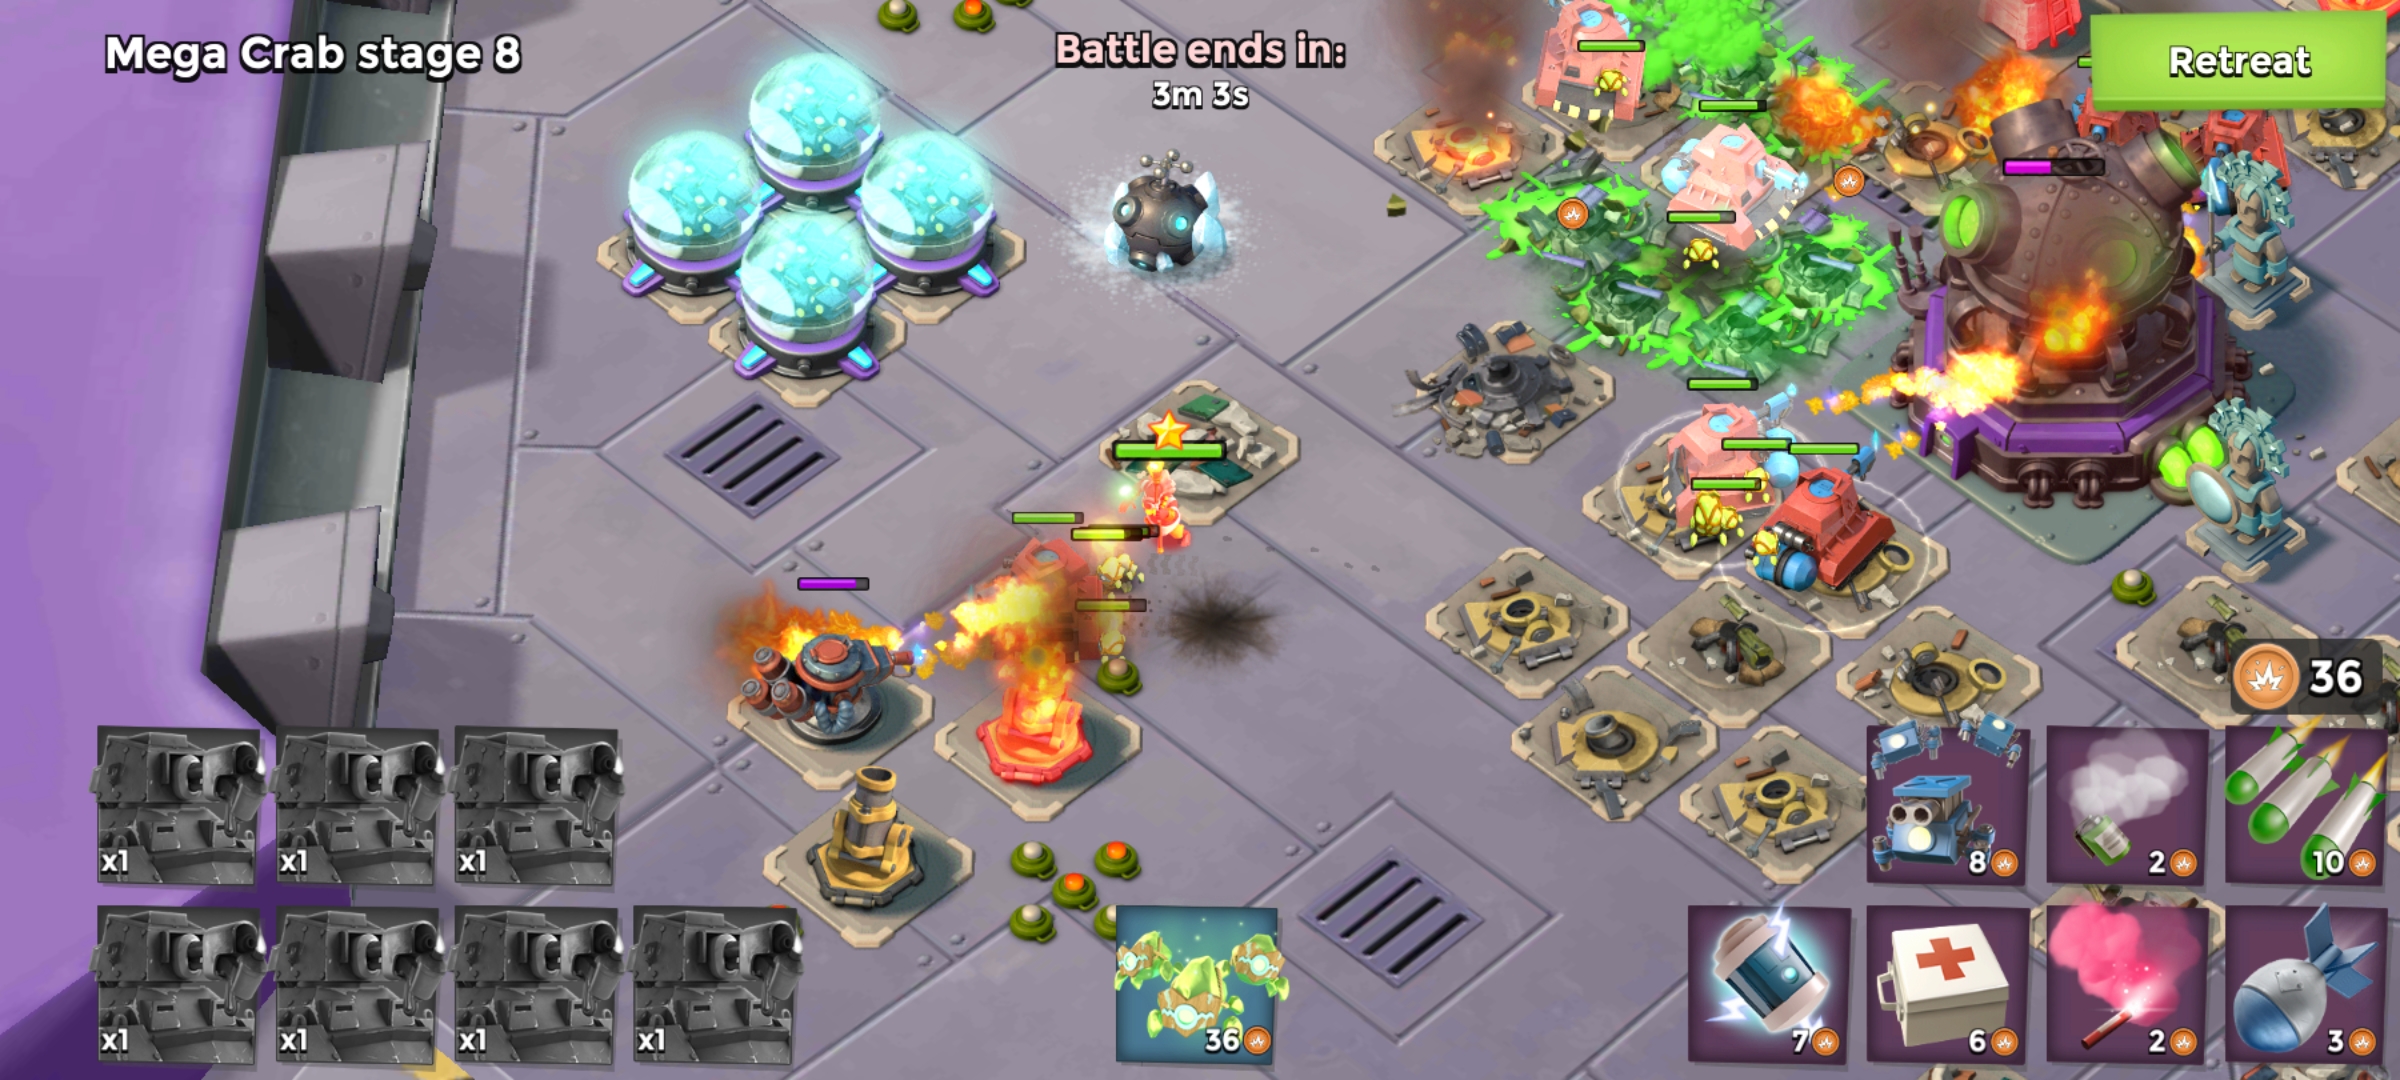 Mega Crab stage 8
Battle ends in:
3m 3s
Retreat
36
x1
x1
x1
8
2
10
x1
x1
x1
x1
36
7
6
2
3